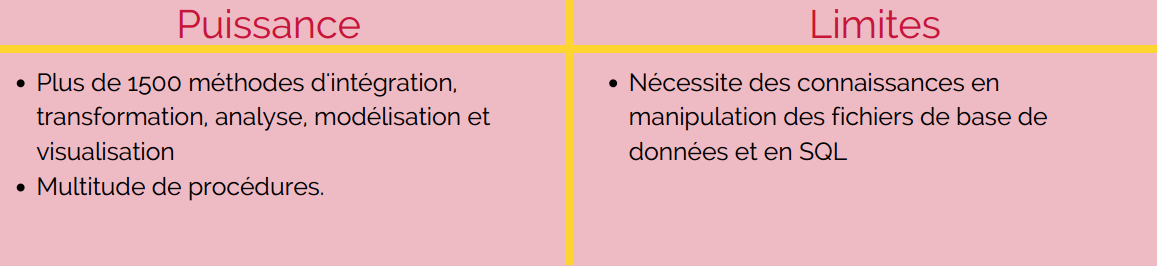 Puissance
• Plus de 1500 méthodes d'intégration,
transformation, analyse, modélisation et
visualisation
• Multitude de procédures.
Limites
• Nécessite des connaissances en
manipulation des fichiers de base de
données et en SQL